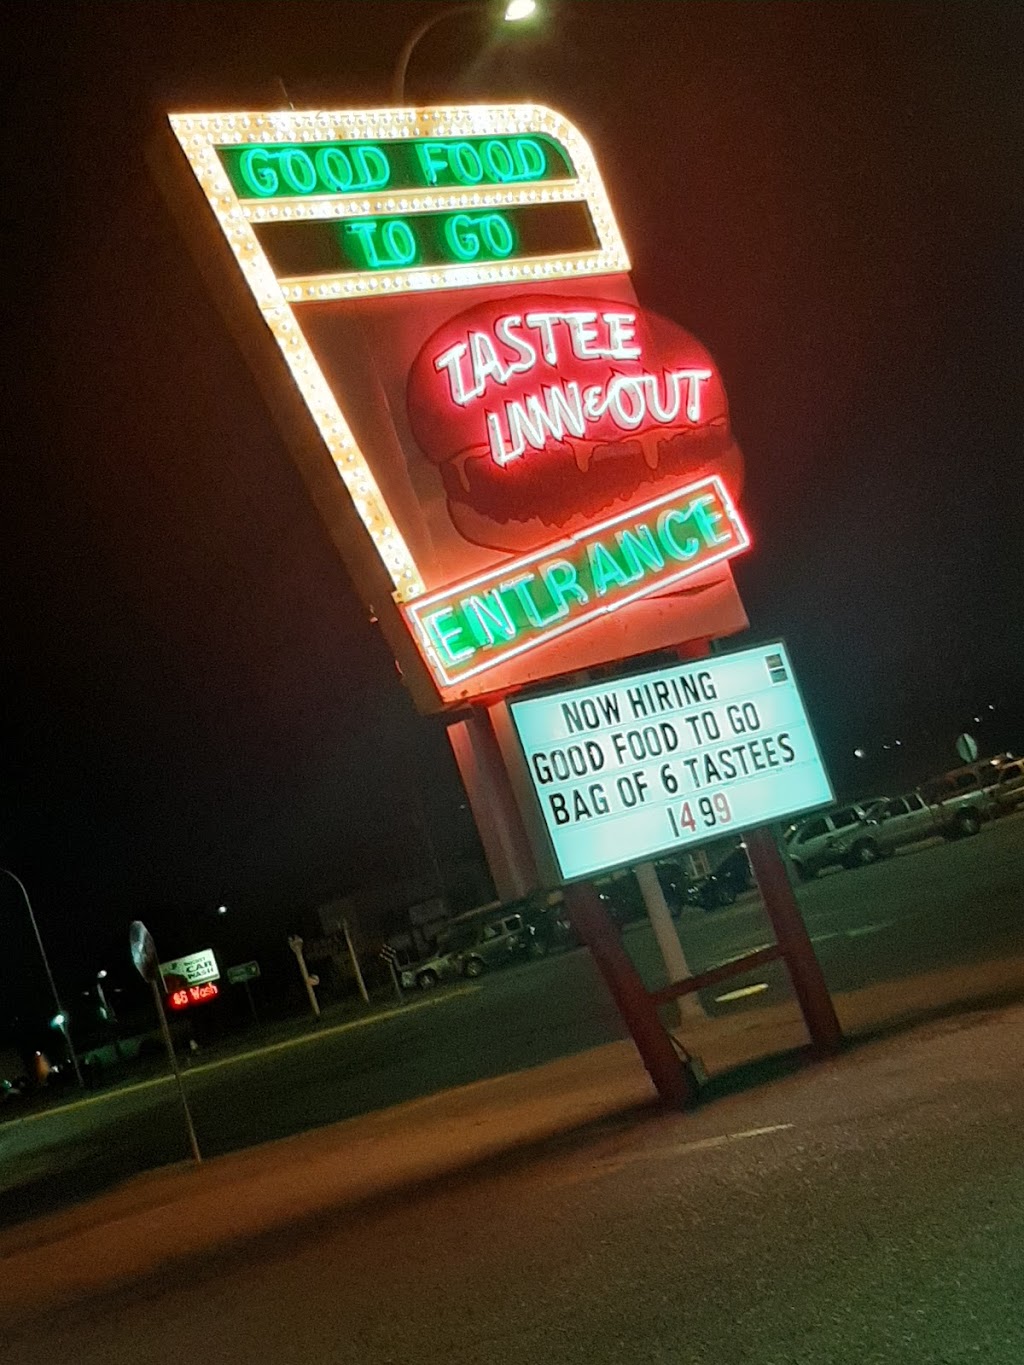 GOOD FOOD
TO GO
TASTEE
INN & OUT
ENTRANCE
NOW HIRING
GOOD FOOD TO GO
BAG OF 6 TASTEES
1499
CAR
WASH
$6 Wash